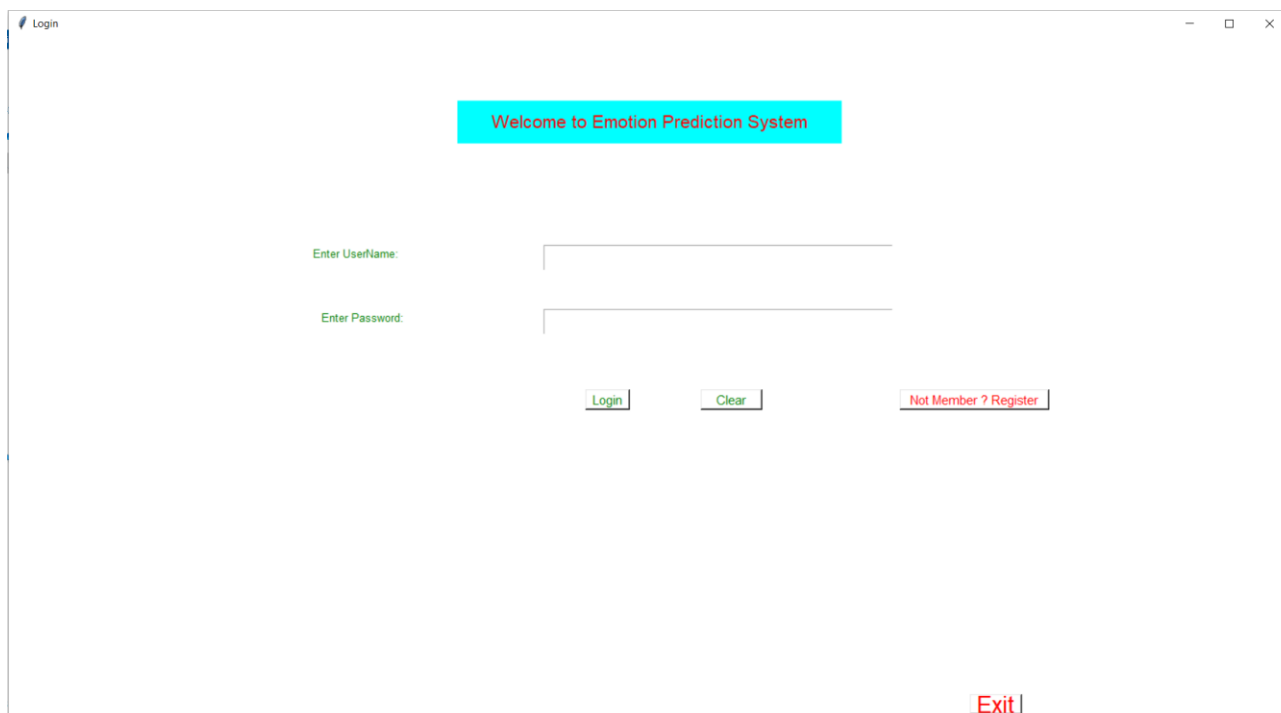 Login
Welcome to Emotion Prediction System
Enter UserName:
Enter Password:
Login Clear Not Member ? Register
Exit